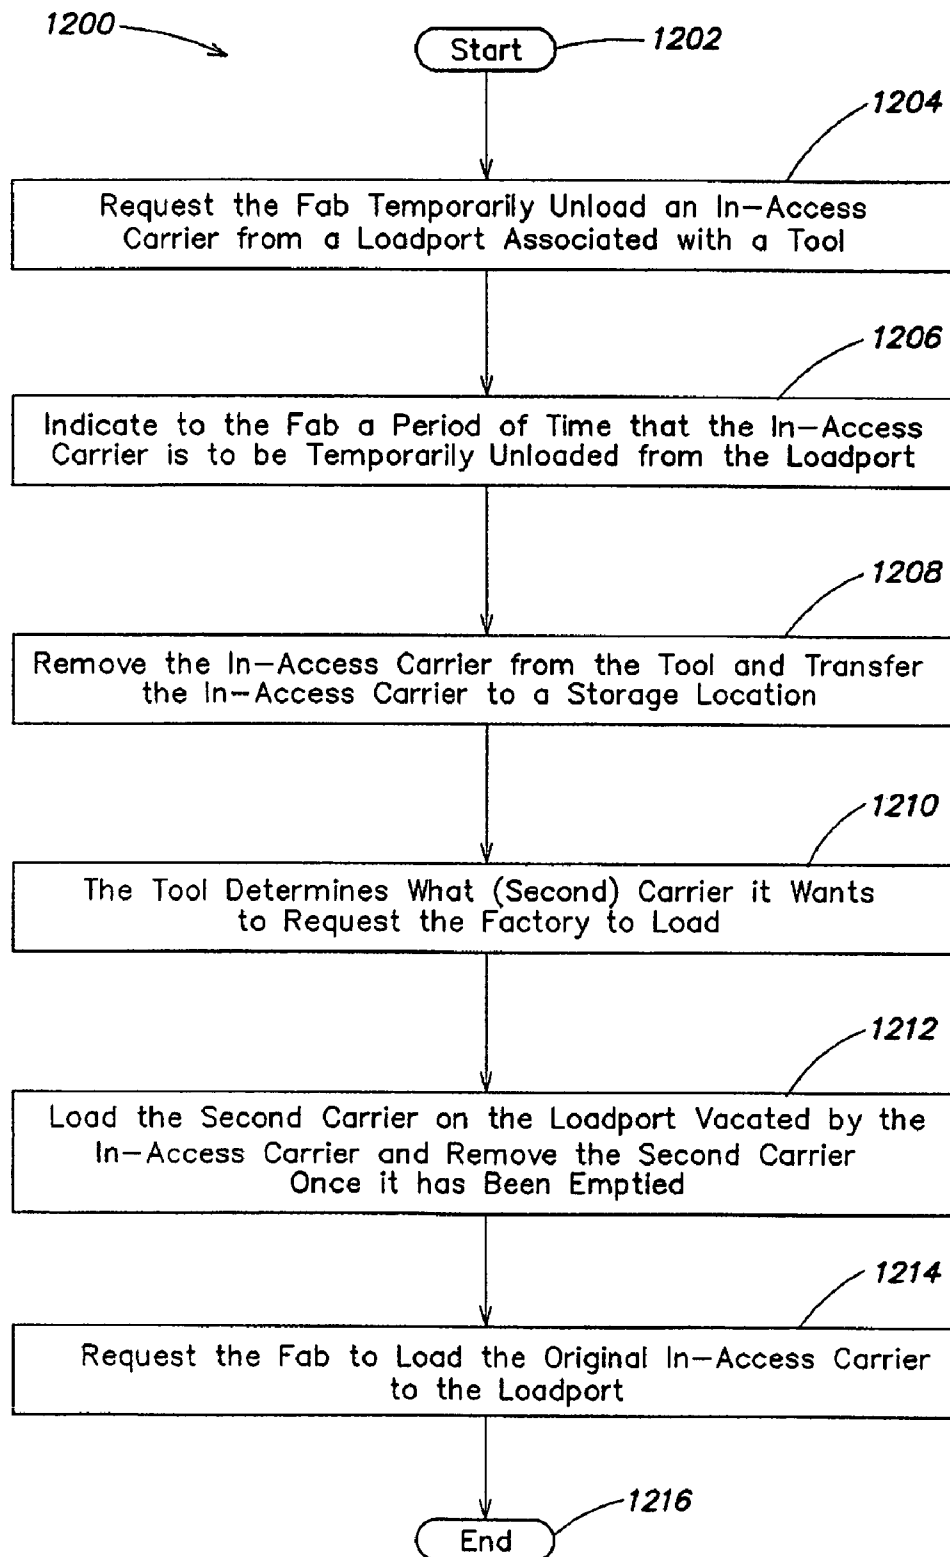 1200
Start
1202
1204
Request the Fab Temporarily Unload an In-Access
Carrier from a Loadport Associated with a Tool
1206
Indicate to the Fab a Period of Time that the In-Access
Carrier is to be Temporarily Unloaded from the Loadport
1208
Remove the In-Access Carrier from the Tool and Transfer
the In-Access Carrier to a Storage Location
1210
The Tool Determines What (Second) Carrier it Wants
to Request the Factory to Load
1212
Load the Second Carrier on the Loadport Vacated by the
In-Access Carrier and Remove the Second Carrier
Once it has Been Emptied
1214
Request the Fab to Load the Original In-Access Carrier
to the Loadport
1216
End